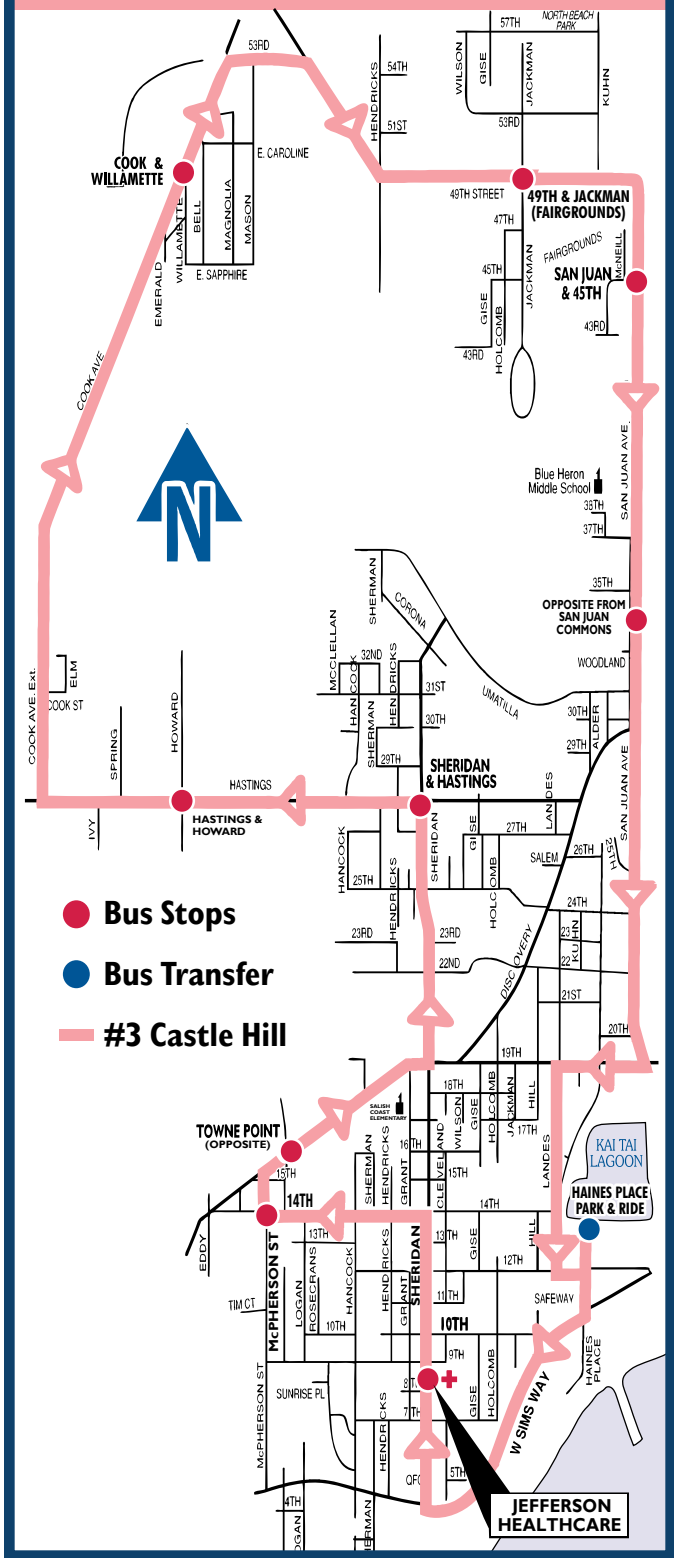 NORTH BEACH
PARK
57TH
53RD
WILSON
GISE
JACKMAN
KUHN
HENDRICKS
54TH
51ST
53RD
E. CAROLINE
COOK &
WILLAMETTE
WILLAMETTE
BELL
MAGNOLIA
MASON
EMERALD
E. SAPPHIRE
49TH STREET
49TH & JACKMAN
(FAIRGROUNDS)
47TH
FAIRGROUNDS
McNEILL
SAN JUAN
& 45TH
45TH
JACKMAN
GISE
HOLCOMB
43RD
43RD
COOK AVE
SAN JUAN AVE.
N
Blue Heron
Middle School
38TH
37TH
35TH
OPPOSITE FROM
SAN JUAN
COMMONS
WOODLAND
SHERMAN
CORONA
UMATILLA
MCCLELLAN
HANCOCK
32ND
HENDRICKS
31ST
30TH
SHERMAN
29TH
30TH
ALDER
29TH
ELM
COOK ST
COOK AVE. Ext.
SPRING
HOWARD
HASTINGS
SHERIDAN
& HASTINGS
LANDES
SAN JUAN AVE
IVY
HASTINGS &
HOWARD
HANCOCK
SHERIDAN
GISE
27TH
HOLCOMB
SALEM
26TH
25TH
25TH
HENDRICKS
24TH
23RD
23RD
22ND
23
KUHN
22
DISCOVERY
21ST
20TH
Bus Stops
Bus Transfer
#3 Castle Hill
19TH
18TH
SALISH
COAST
ELEMENTARY
WILSON
GISE
HOLCOMB
JACKMAN
HILL
17TH
LANDES
TOWNE POINT
(OPPOSITE)
SHERMAN
HENDRICKS
GRANT
16TH
CLEVELAND
15TH
15TH
KAI TAI
LAGOON
HAINES PLACE
PARK & RIDE
14TH
14TH
EDDY
McPHERSON ST
13TH
LOGAN
ROSECRANS
HANCOCK
HENDRICKS
GRANT
SHERIDAN
13TH
GISE
HILL
12TH
11TH
SAFEWAY
TIM CT
10TH
10TH
9TH
HAINES
PLACE
McPHERSON ST
SUNRISE PL
HENDRICKS
7TH
GISE
HOLCOMB
W SIMS WAY
QFC
5TH
4TH
JEFFERSON
HEALTHCARE